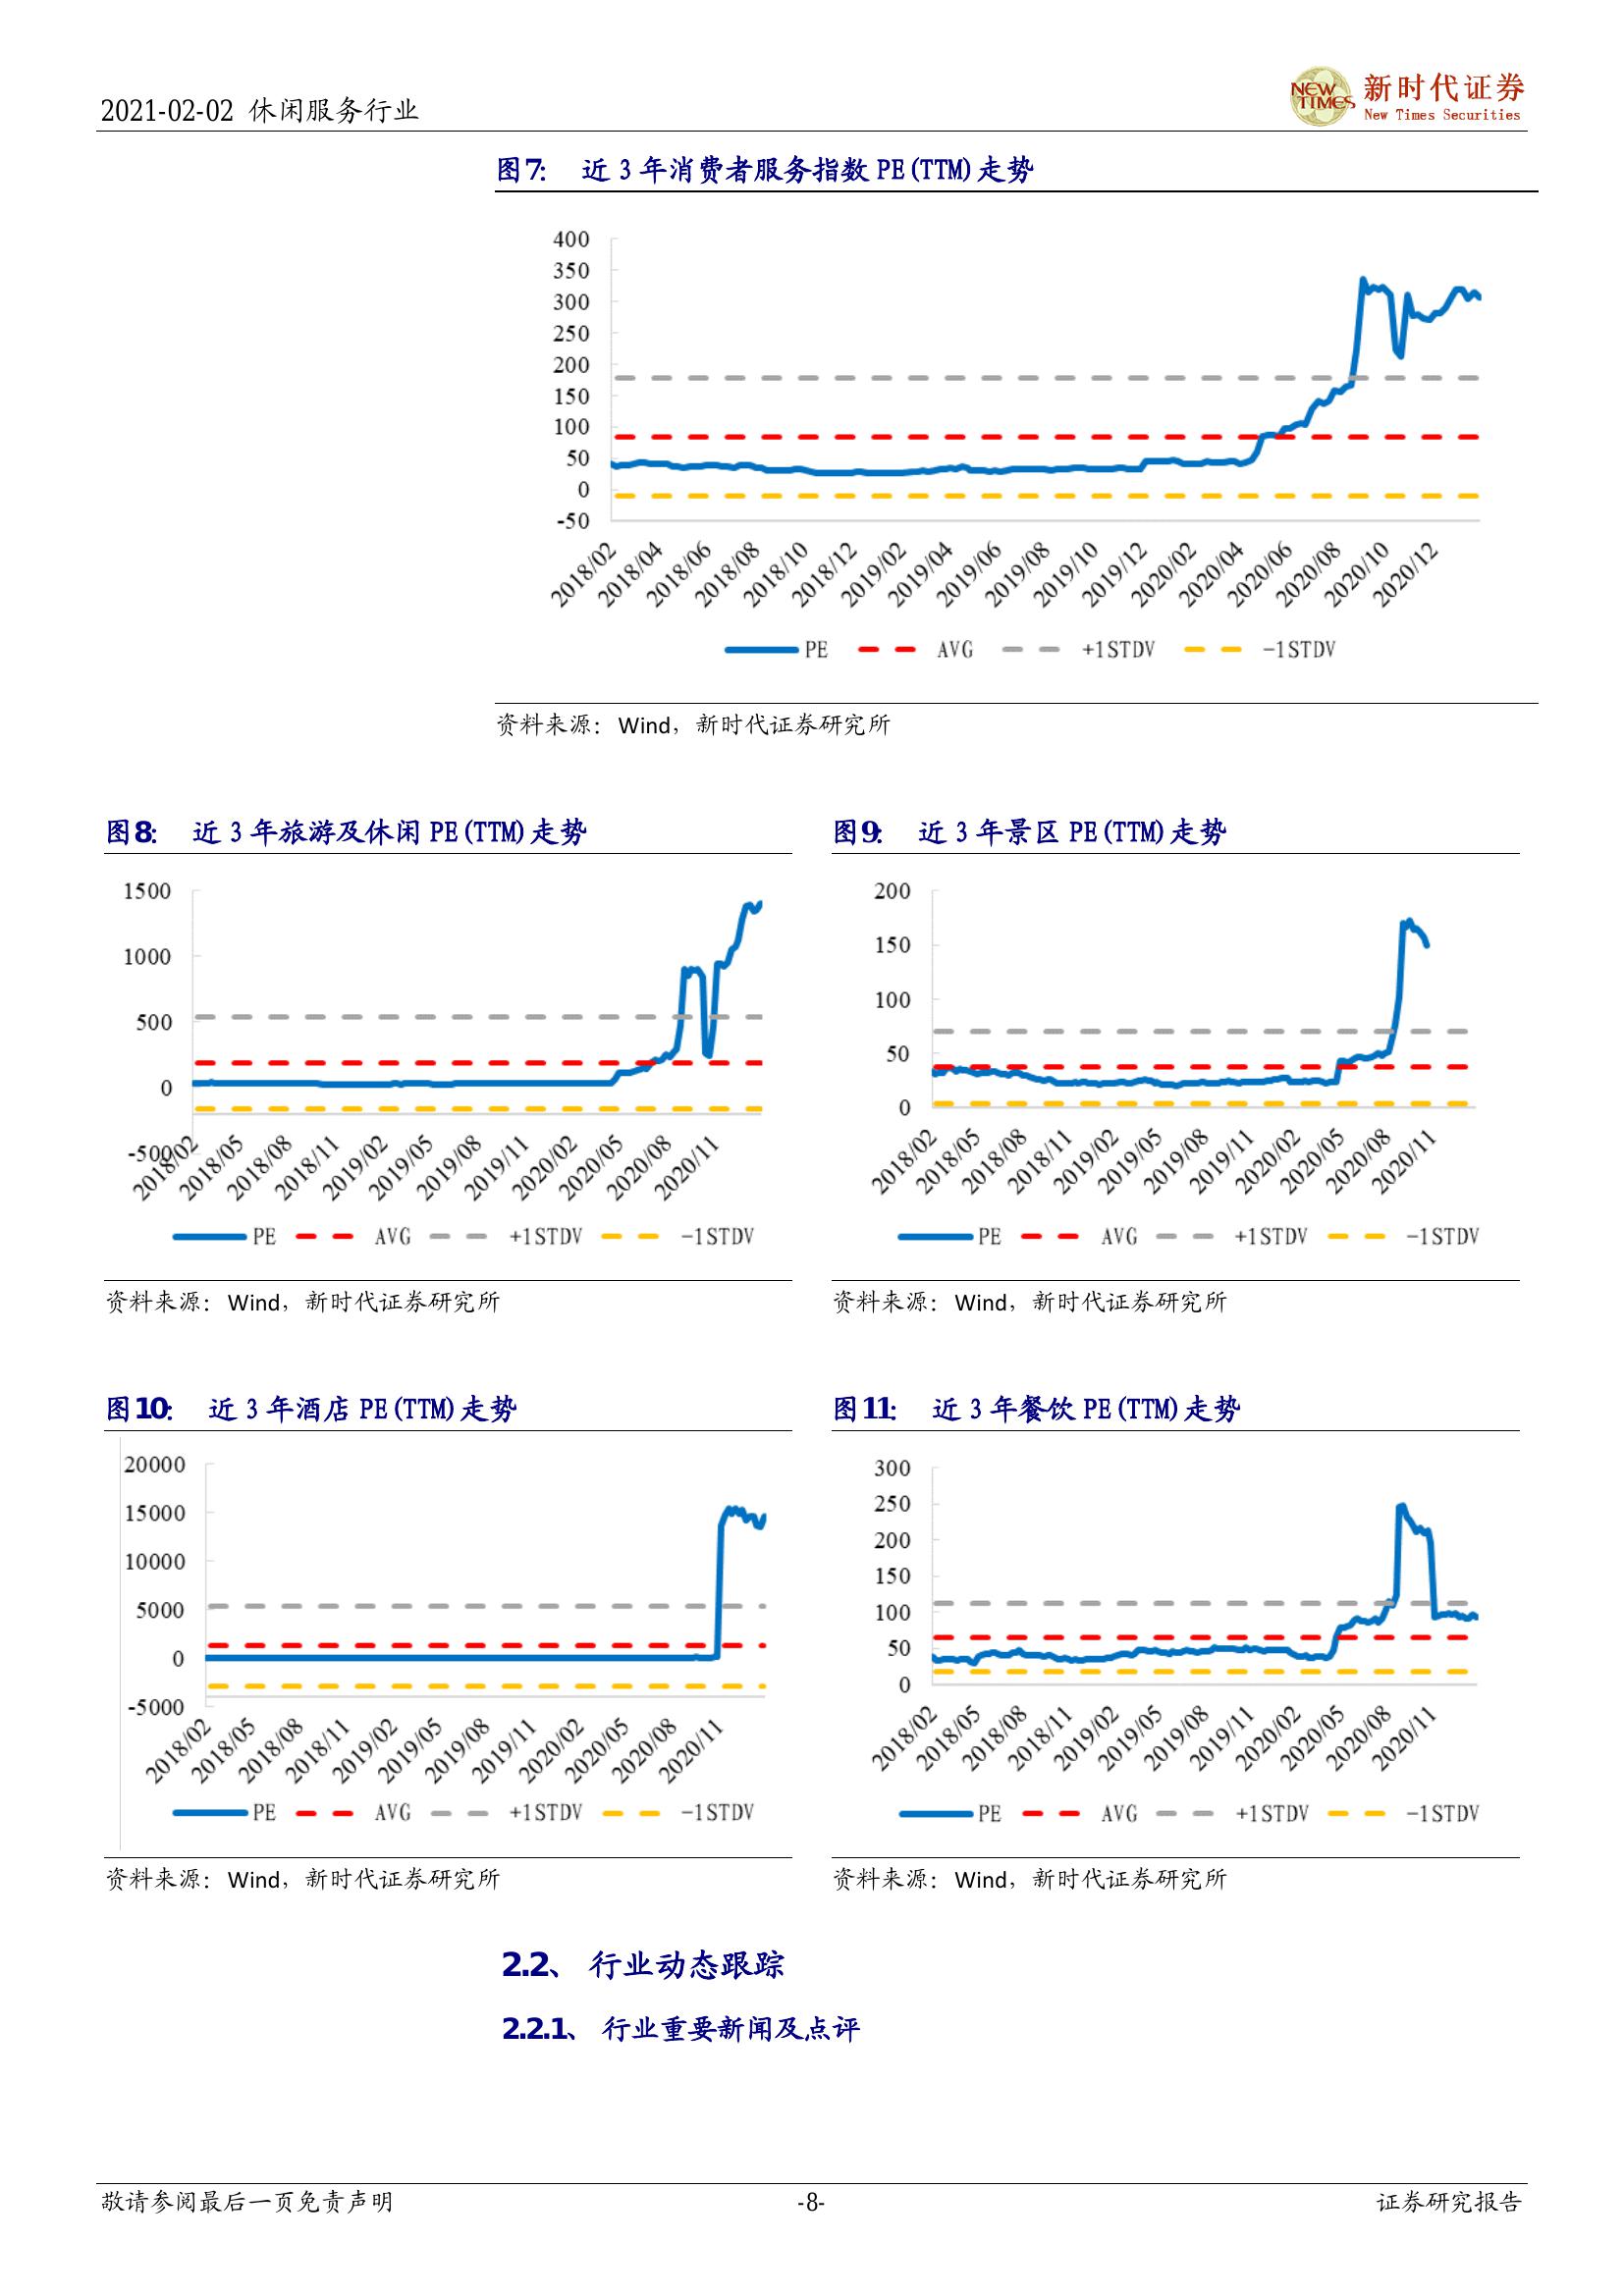 2021-02-02 休闲服务行业
NEW TIMES
新时代证券
New Times Securities
图7： 近 3 年消费者服务指数 PE(TTM)走势
400
350
300
250
200
150
100
50
0
-50
2018/02 2018/04 2018/06 2018/08 2018/10 2018/12 2019/02 2019/04 2019/06 2019/08 2019/10 2019/12 2020/02 2020/04 2020/06 2020/08 2020/10 2020/12
PE AVG +1STDV -1STDV
资料来源：Wind，新时代证券研究所
图8： 近 3 年旅游及休闲 PE(TTM)走势
1500
1000
500
0
-500
2018/02 2018/05 2018/08 2018/11 2019/02 2019/05 2019/08 2019/11 2020/02 2020/05 2020/08 2020/11
PE AVG +1STDV -1STDV
资料来源：Wind，新时代证券研究所
图9： 近 3 年景区 PE(TTM)走势
200
150
100
50
0
2018/02 2018/05 2018/08 2018/11 2019/02 2019/05 2019/08 2019/11 2020/02 2020/05 2020/08 2020/11
PE AVG +1STDV -1STDV
资料来源：Wind，新时代证券研究所
图10： 近 3 年酒店 PE(TTM)走势
20000
15000
10000
5000
0
-5000
2018/02 2018/05 2018/08 2018/11 2019/02 2019/05 2019/08 2019/11 2020/02 2020/05 2020/08 2020/11
PE AVG +1STDV -1STDV
资料来源：Wind，新时代证券研究所
图11： 近 3 年餐饮 PE(TTM)走势
300
250
200
150
100
50
0
2018/02 2018/05 2018/08 2018/11 2019/02 2019/05 2019/08 2019/11 2020/02 2020/05 2020/08 2020/11
PE AVG +1STDV -1STDV
资料来源：Wind，新时代证券研究所
2.2、 行业动态跟踪
2.2.1、 行业重要新闻及点评
敬请参阅最后一页免责声明 -8- 证券研究报告